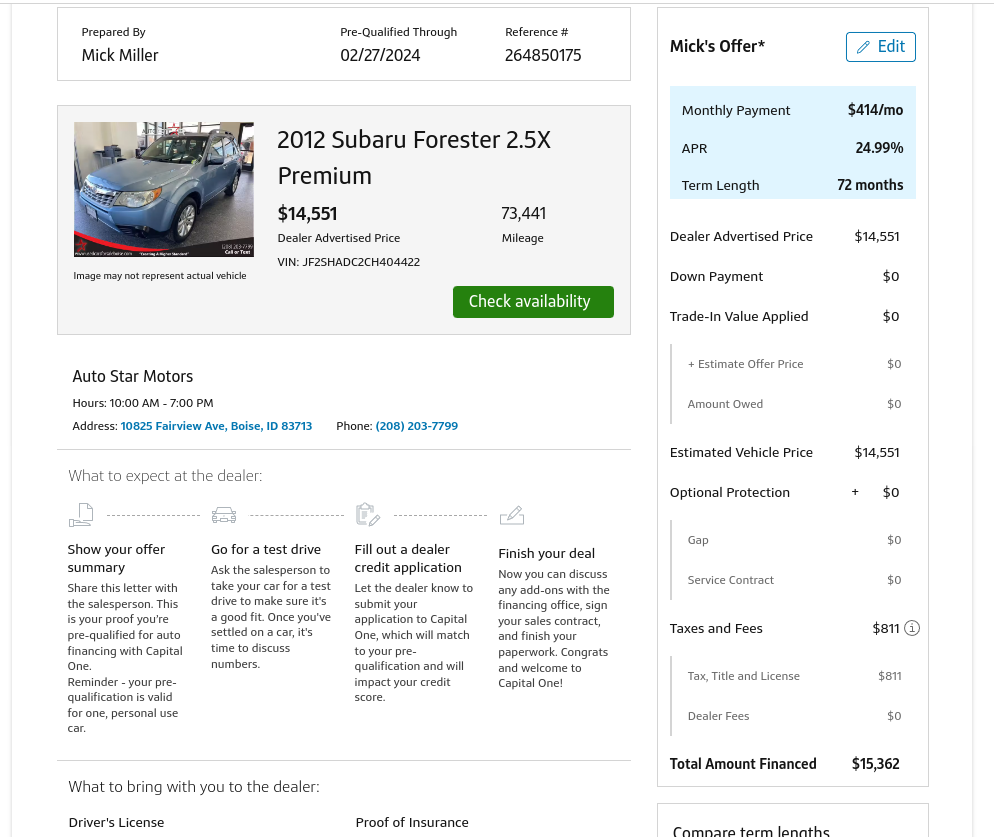 Prepared By
Mick Miller
Pre-Qualified Through
02/27/2024
Reference #
264850175
2012 Subaru Forester 2.5X
Premium
$14,551
Dealer Advertised Price
73,441
Mileage
VIN: JF2SHADC2CH404422
Image may not represent actual vehicle
Call or Text
Check availability
Auto Star Motors
Hours: 10:00 AM - 7:00 PM
Address: 10825 Fairview Ave, Boise, ID 83713 Phone: (208) 203-7799
What to expect at the dealer:
Show your offer
summary
Share this letter with
the salesperson. This
is your proof you're
pre-qualified for auto
financing with Capital
One.
Reminder - your pre-
qualification is valid
for one, personal use
car.
Go for a test drive
Ask the salesperson to
take your car for a test
drive to make sure it's
a good fit. Once you've
settled on a car, it's
time to discuss
numbers.
Fill out a dealer
credit application
Let the dealer know to
submit your
application to Capital
One, which will match
to your pre-
qualification and will
impact your credit
score.
Finish your deal
Now you can discuss
any add-ons with the
financing office, sign
your sales contract,
and finish your
paperwork. Congrats
and welcome to
Capital One!
What to bring with you to the dealer:
Driver's License
Proof of Insurance
Mick's Offer*
Edit
Monthly Payment $414/mo
APR 24.99%
Term Length 72 months
Dealer Advertised Price $14,551
Down Payment $0
Trade-In Value Applied $0
+ Estimate Offer Price $0
Amount Owed $0
Estimated Vehicle Price $14,551
Optional Protection + $0
Gap $0
Service Contract $0
Taxes and Fees $811
Tax, Title and License $811
Dealer Fees $0
Total Amount Financed $15,362
Compare term lengths